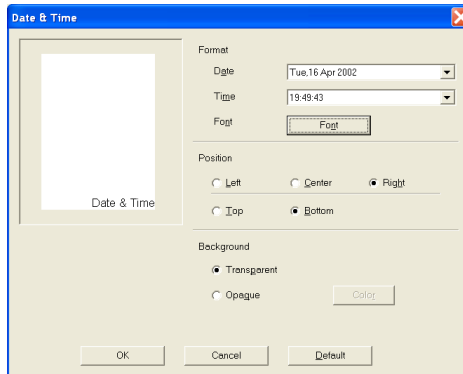 Date & Time
Format
Date Tue,16 Apr 2002
Time 19:49:43
Font Font
Position
Left Center Right
Top Bottom
Date & Time
Background
Transparent
Opaque Color
OK Cancel Default